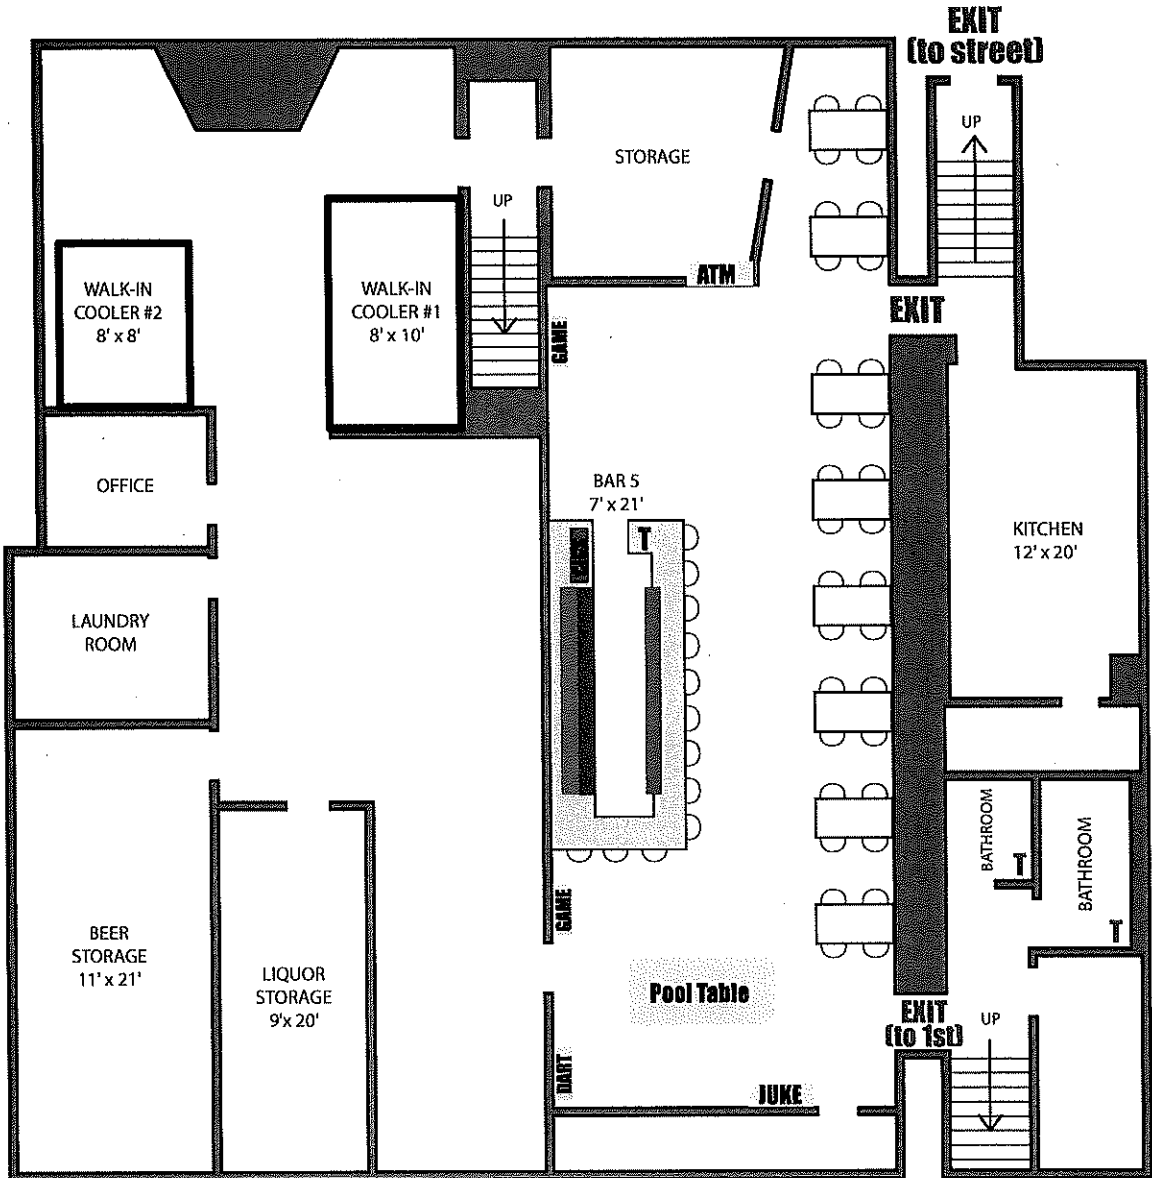 EXIT
(to street)
UP
STORAGE
UP
ATM
WALK-IN
COOLER #2
8' x 8'
WALK-IN
COOLER #1
8' x 10'
GAME
EXIT
OFFICE
BAR 5
7' x 21'
T
KITCHEN
12' x 20'
LAUNDRY
ROOM
BATHROOM
T
BATHROOM
T
GAME
BEER
STORAGE
11' x 21'
LIQUOR
STORAGE
9'x 20'
Pool Table
EXIT
(to 1st)
UP
DART
JUKE